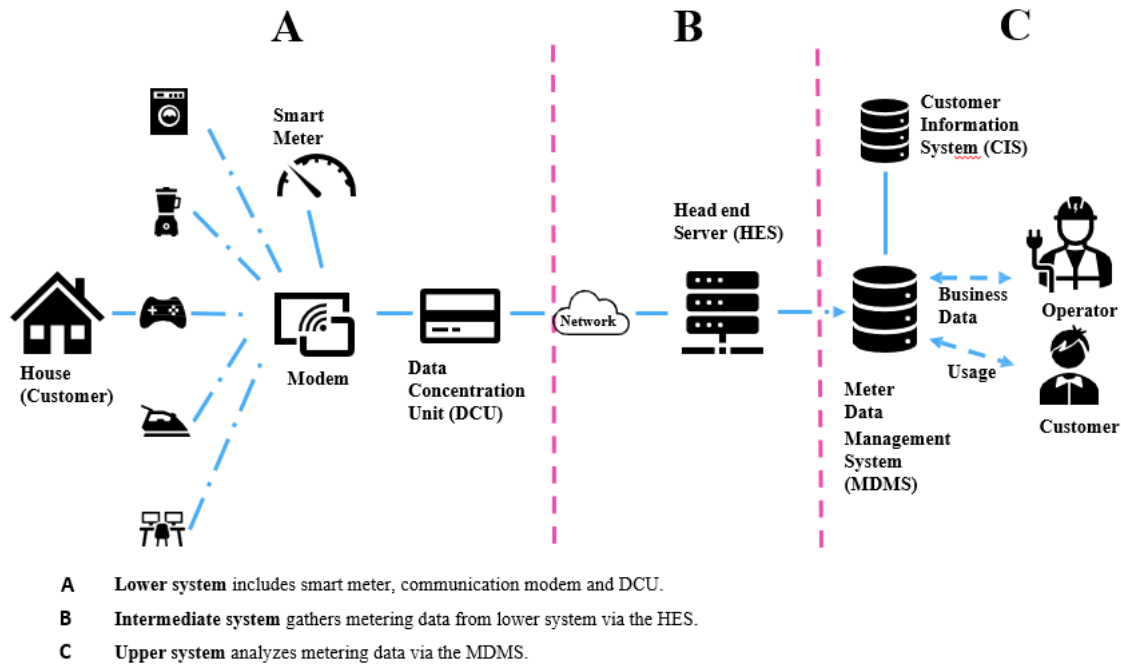 A
B
C
Smart
Meter
House
(Customer)
Modem
Data
Concentration
Unit (DCU)
Network
Head end
Server (HES)
Customer
Information
System (CIS)
Meter
Data
Management
System
(MDMS)
Business
Data
Usage
Operator
Customer
A Lower system includes smart meter, communication modem and DCU.
B Intermediate system gathers metering data from lower system via the HES.
C Upper system analyzes metering data via the MDMS.